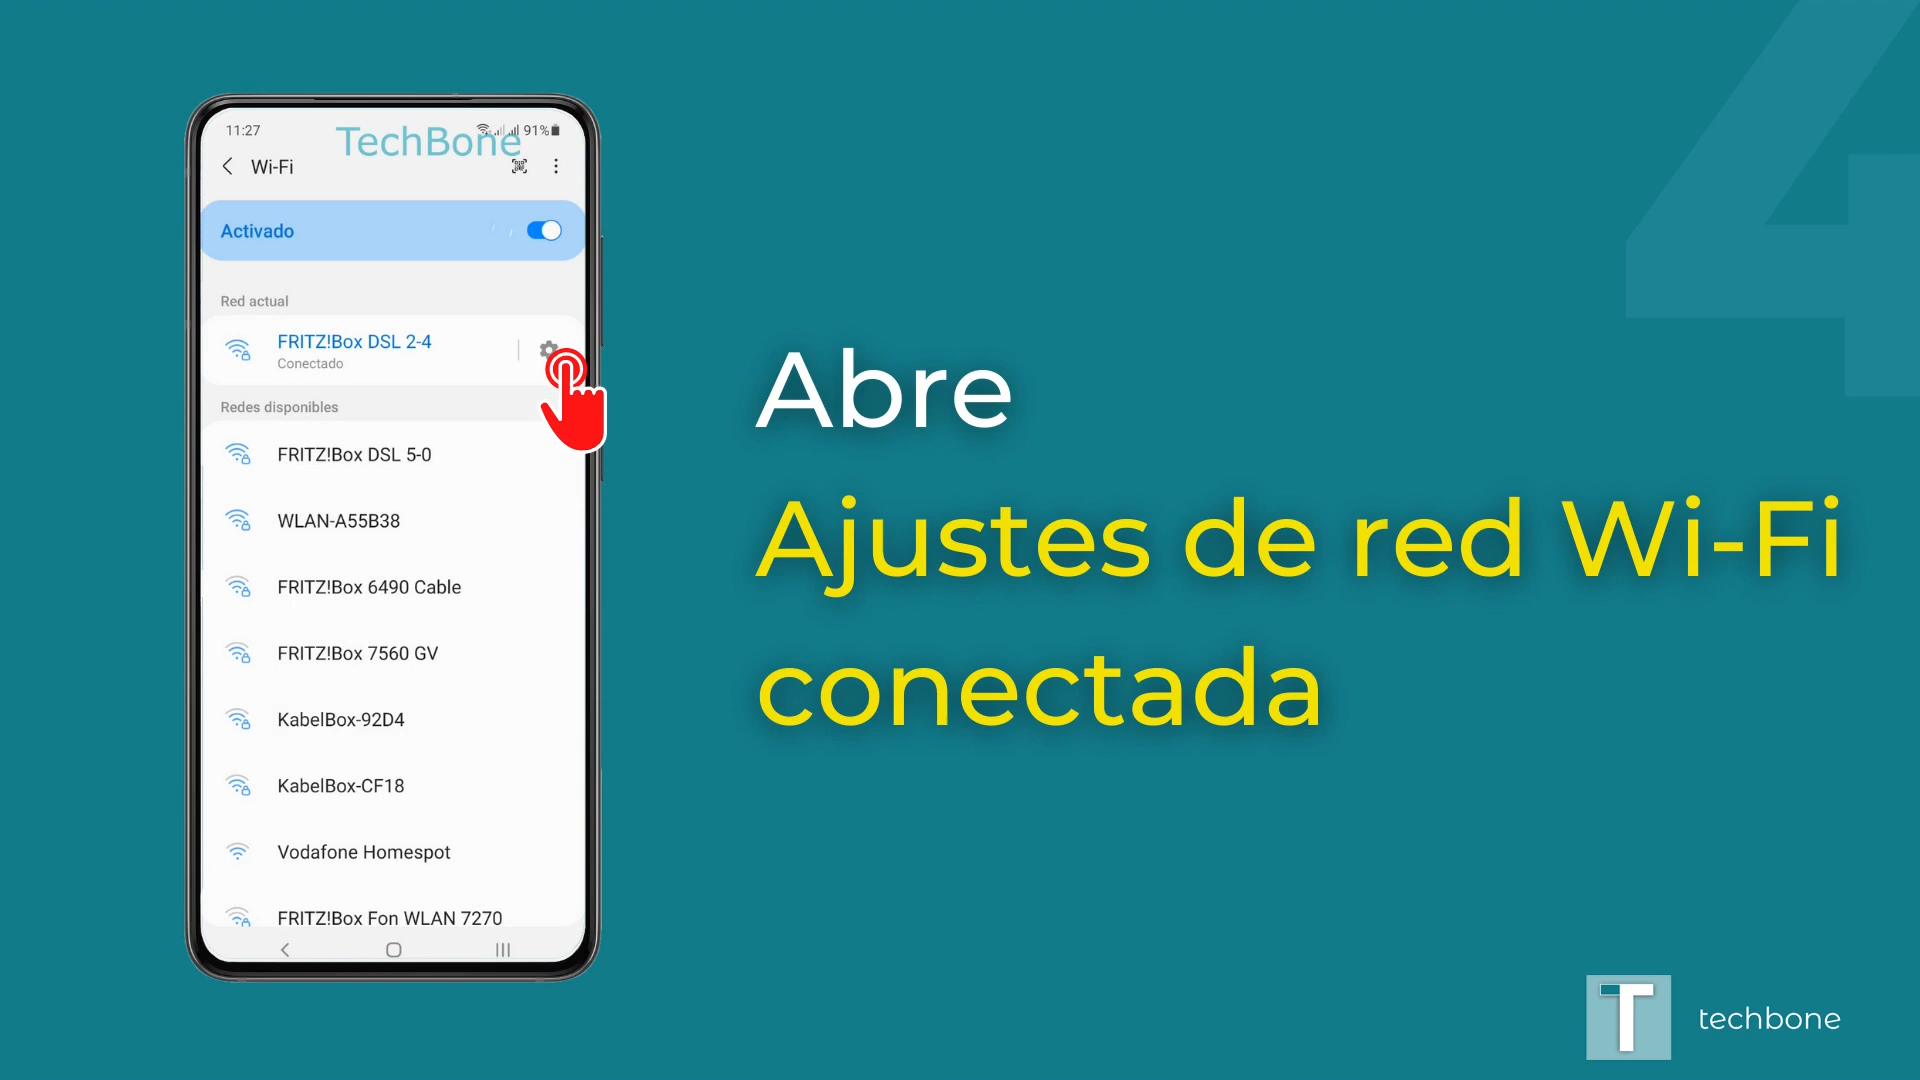 4
11:27
91%
TechBone
Wi-Fi
Activado
Red actual
FRITZ!Box DSL 2-4
Conectado
Redes disponibles
FRITZ!Box DSL 5-0
WLAN-A55B38
FRITZ!Box 6490 Cable
FRITZ!Box 7560 GV
KabelBox-92D4
KabelBox-CF18
Vodafone Homespot
FRITZ!Box Fon WLAN 7270
Abre
Ajustes de red Wi-Fi
conectada
T
techbone